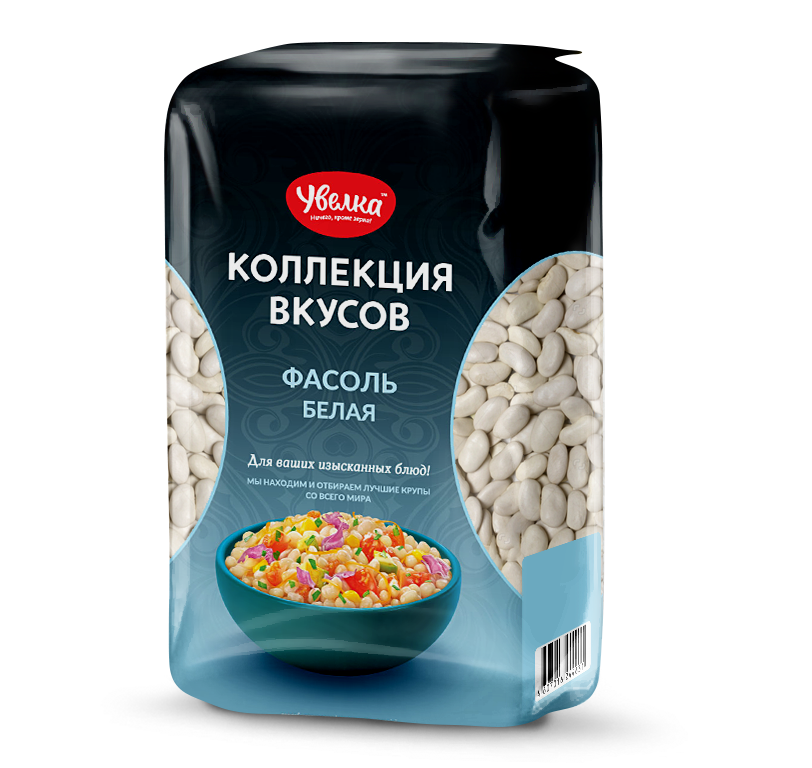 Увелка™
Ничего, кроме зерна!
КОЛЛЕКЦИЯ
ВКУСОВ
ФАСОЛЬ
БЕЛАЯ
Для ваших изысканных блюд!
МЫ НАХОДИМ И ОТБИРАЕМ ЛУЧШИЕ КРУПЫ
СО ВСЕГО МИРА